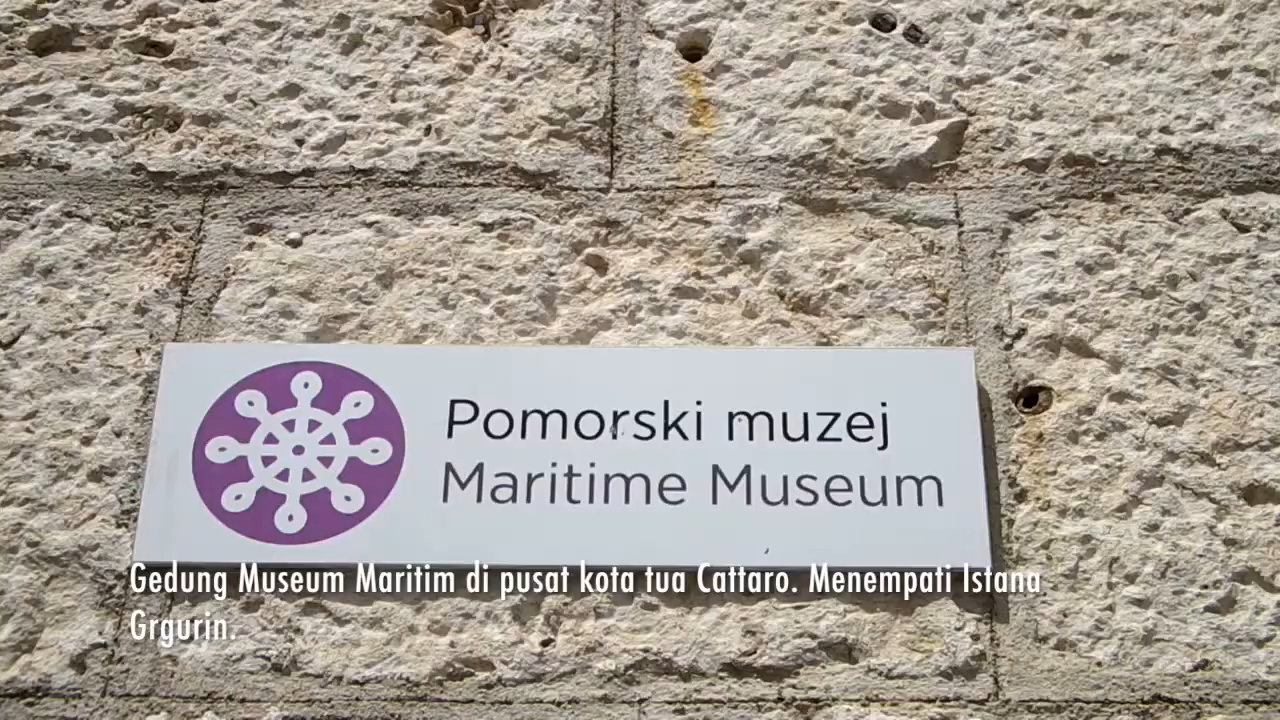 Pomorski muzej
Maritime Museum
Gedung Museum Maritim di pusat kota tua Cattaro. Menempati Istana
Grgurin.